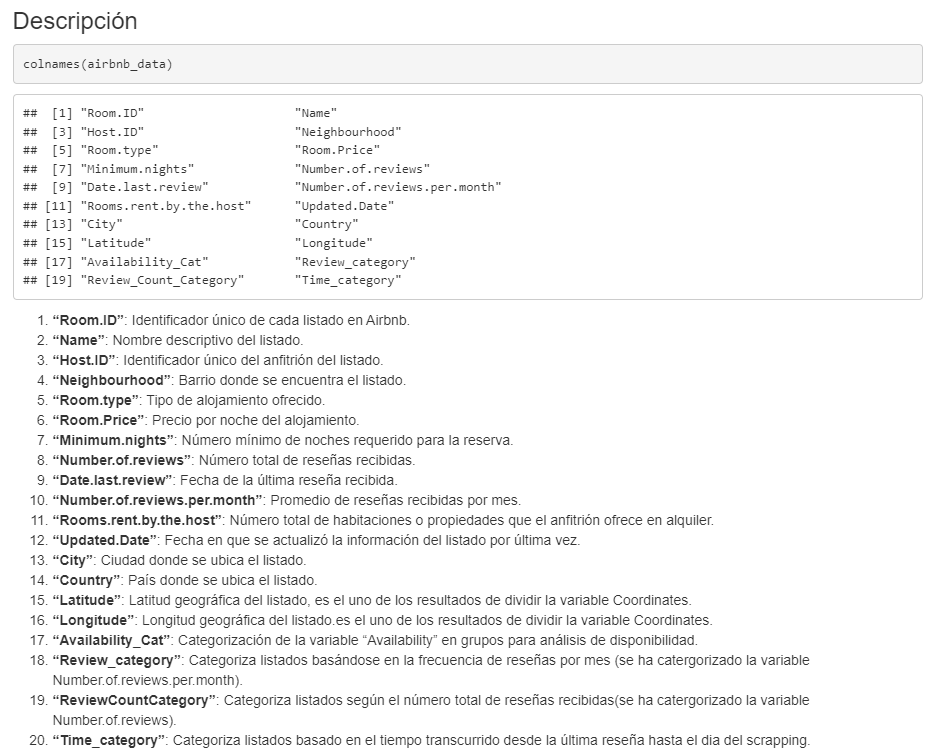 Descripción
colnames(airbnb_data)
##  [1] "Room.ID"                    "Name"
##  [3] "Host.ID"                    "Neighbourhood"
##  [5] "Room.type"                  "Room.Price"
##  [7] "Minimum.nights"             "Number.of.reviews"
##  [9] "Date.last.review"           "Number.of.reviews.per.month"
## [11] "Rooms.rent.by.the.host"     "Updated.Date"
## [13] "City"                       "Country"
## [15] "Latitude"                   "Longitude"
## [17] "Availability_Cat"           "Review_category"
## [19] "Review_Count_Category"      "Time_category"
1. “Room.ID”: Identificador único de cada listado en Airbnb.
2. “Name”: Nombre descriptivo del listado.
3. “Host.ID”: Identificador único del anfitrión del listado.
4. “Neighbourhood”: Barrio donde se encuentra el listado.
5. “Room.type”: Tipo de alojamiento ofrecido.
6. “Room.Price”: Precio por noche del alojamiento.
7. “Minimum.nights”: Número mínimo de noches requerido para la reserva.
8. “Number.of.reviews”: Número total de reseñas recibidas.
9. “Date.last.review”: Fecha de la última reseña recibida.
10. “Number.of.reviews.per.month”: Promedio de reseñas recibidas por mes.
11. “Rooms.rent.by.the.host”: Número total de habitaciones o propiedades que el anfitrión ofrece en alquiler.
12. “Updated.Date”: Fecha en que se actualizó la información del listado por última vez.
13. “City”: Ciudad donde se ubica el listado.
14. “Country”: País donde se ubica el listado.
15. “Latitude”: Latitud geográfica del listado, es el uno de los resultados de dividir la variable Coordinates.
16. “Longitude”: Longitud geográfica del listado.es el uno de los resultados de dividir la variable Coordinates.
17. “Availability_Cat”: Categorización de la variable “Availability” en grupos para análisis de disponibilidad.
18. “Review_category”: Categoriza listados basándose en la frecuencia de reseñas por mes (se ha catergorizado la variable
Number.of.reviews.per.month).
19. “ReviewCountCategory”: Categoriza listados según el número total de reseñas recibidas(se ha catergorizado la variable
Number.of.reviews).
20. “Time_category”: Categoriza listados basado en el tiempo transcurrido desde la última reseña hasta el dia del scrapping.